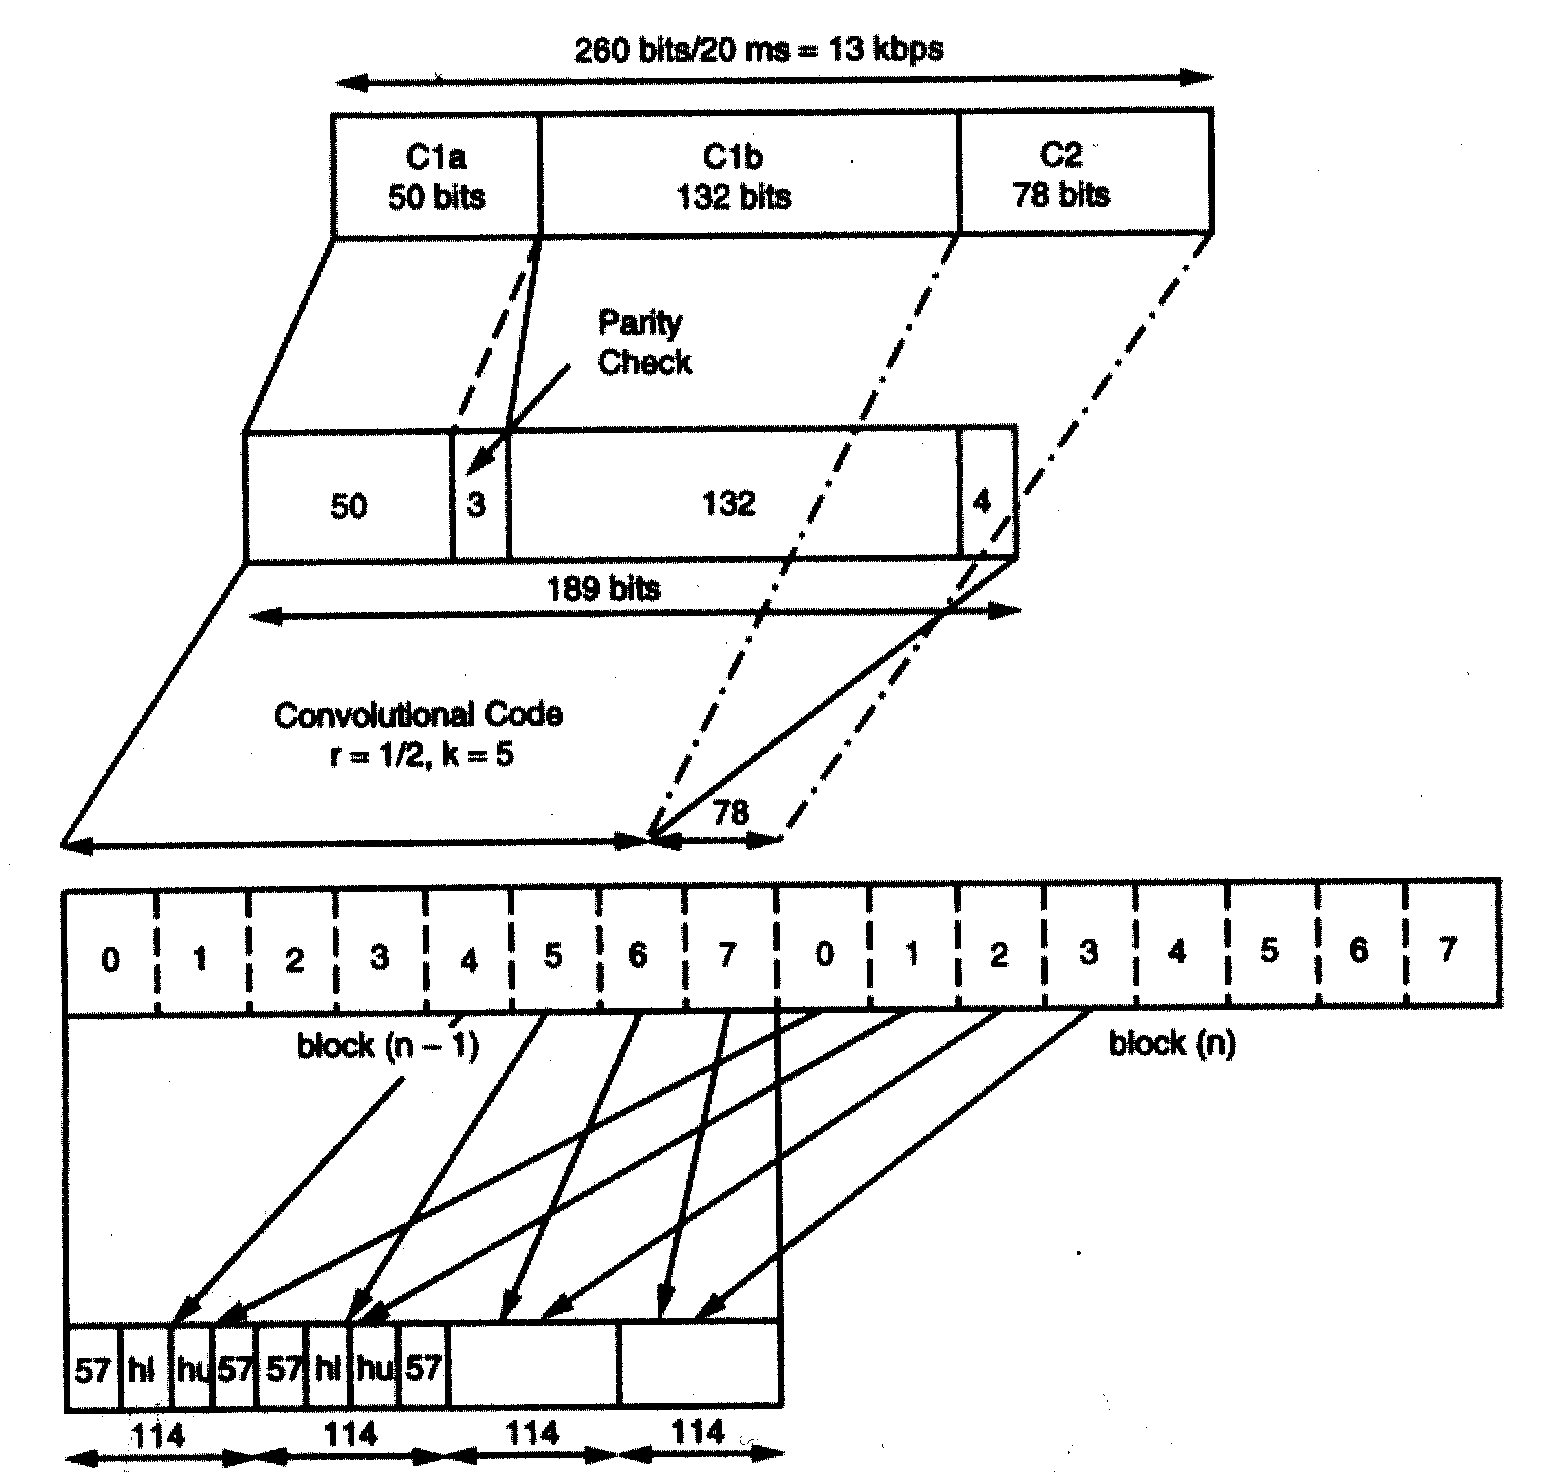 260 bits/20 ms = 13 kbps
C1a
50 bits
C1b
132 bits
C2
78 bits
Parity
Check
50
3
132
4
189 bits
Convolutional Code
r = 1/2, k = 5
78
0 1 2 3 4 5 6 7 0 1 2 3 4 5 6 7
block (n – 1)
block (n)
57 hl hu 57 57 hl hu 57
114 114 114 114